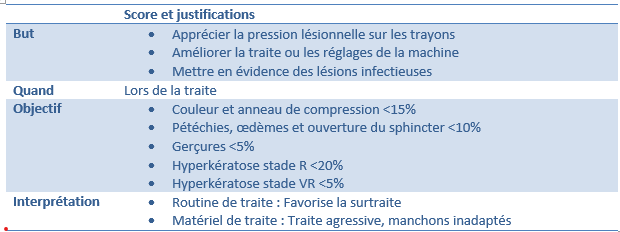 Score et justifications
But • Apprécier la pression lésionnelle sur les trayons
• Améliorer la traite ou les réglages de la machine
• Mettre en évidence des lésions infectieuses
Quand Lors de la traite
Objectif • Couleur et anneau de compression <15%
• Pétéchies, œdèmes et ouverture du sphincter <10%
• Gerçures <5%
• Hyperkératose stade R <20%
• Hyperkératose stade VR <5%
Interprétation • Routine de traite : Favorise la surtraite
• Matériel de traite : Traite agressive, manchons inadaptés